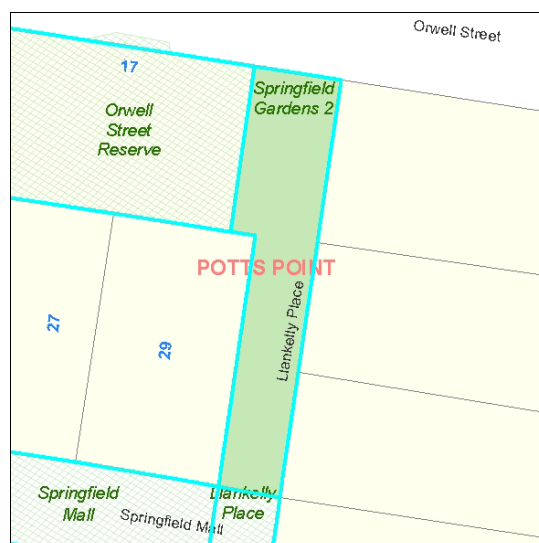 Orwell Street
17
Springfield
Gardens 2
Orwell
Street
Reserve
POTTS POINT
Llankelly Place
27
29
Springfield
Mall
Springfield Mall
Llankelly
Place